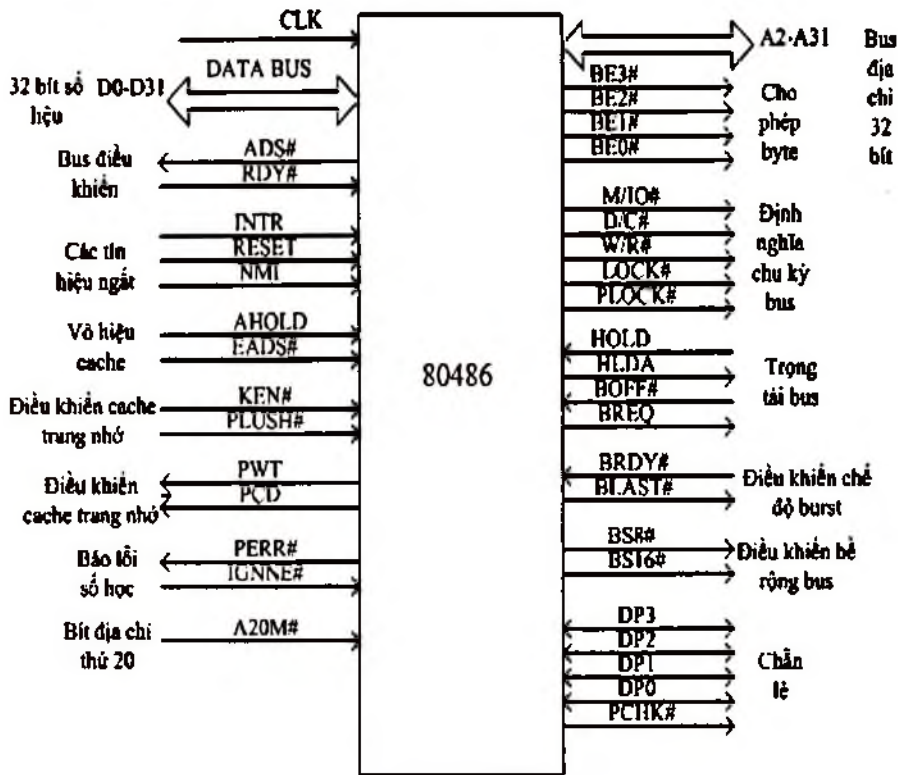 CLK
DATA BUS
32 bít số D0-D31
liệu
ADS#
Bus điều
khiển
RDY#
INTR
RESET
NMI
Các tín
hiệu ngắt
AHOLD
EADS#
Vô hiệu
cache
KEN#
PLUSH#
Điều khiển cache
trang nhớ
PWT
PCD
Điều khiển
cache trang nhớ
PERR#
IGNNE#
Báo lỗi
số học
A20M#
Bít địa chỉ
thứ 20
80486
A2-A31
Bus
địa
chỉ
32
bít
BE3#
BE2#
BE1#
BE0#
Cho
phép
byte
M/IO#
D/C#
W/R#
LOCK#
PLOCK#
Định
nghĩa
chu kỳ
bus
HOLD
HLDA
BOFF#
BREQ
Trọng
tài bus
BRDY#
BLAST#
Điều khiển chế
độ burst
BS8#
BS16#
Điều khiển bề
rộng bus
DP3
DP2
DP1
DP0
PCHK#
Chẵn
lẻ